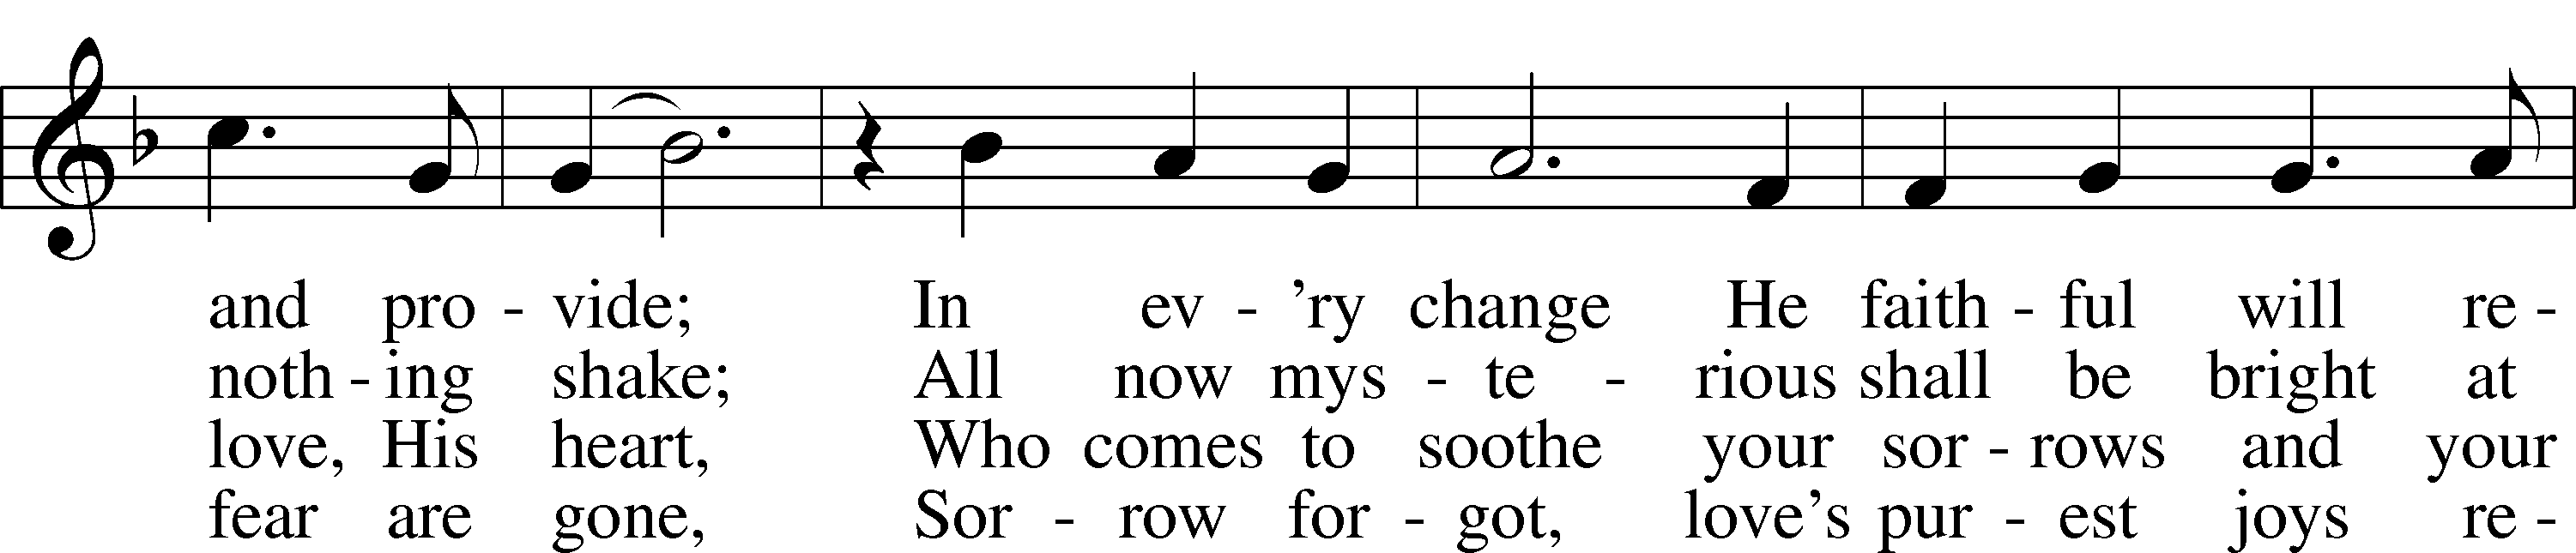 and pro - vide; In ev - ’ry change He faith - ful will re -
noth - ing shake; All now mys - te - rious shall be bright at
love, His heart, Who comes to soothe your sor - rows and your
fear are gone, Sor - row for - got, love’s pur - est joys re -